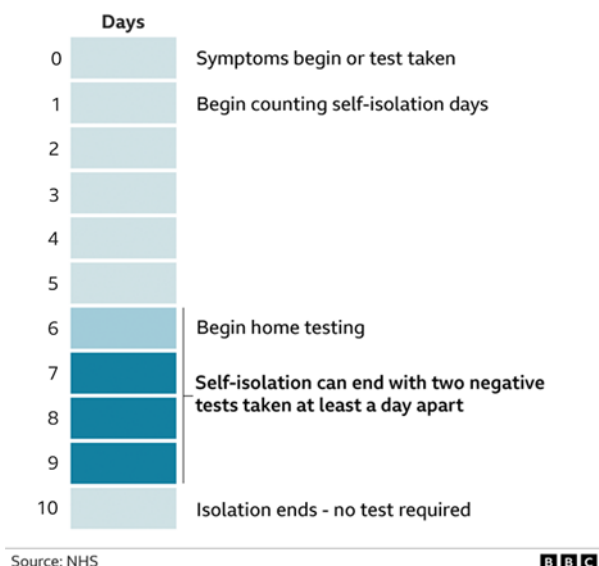 Days
0 Symptoms begin or test taken
1 Begin counting self-isolation days
2
3
4
5
6 Begin home testing
7
Self-isolation can end with two negative
tests taken at least a day apart
8
9
10 Isolation ends - no test required
Source: NHS
BBC